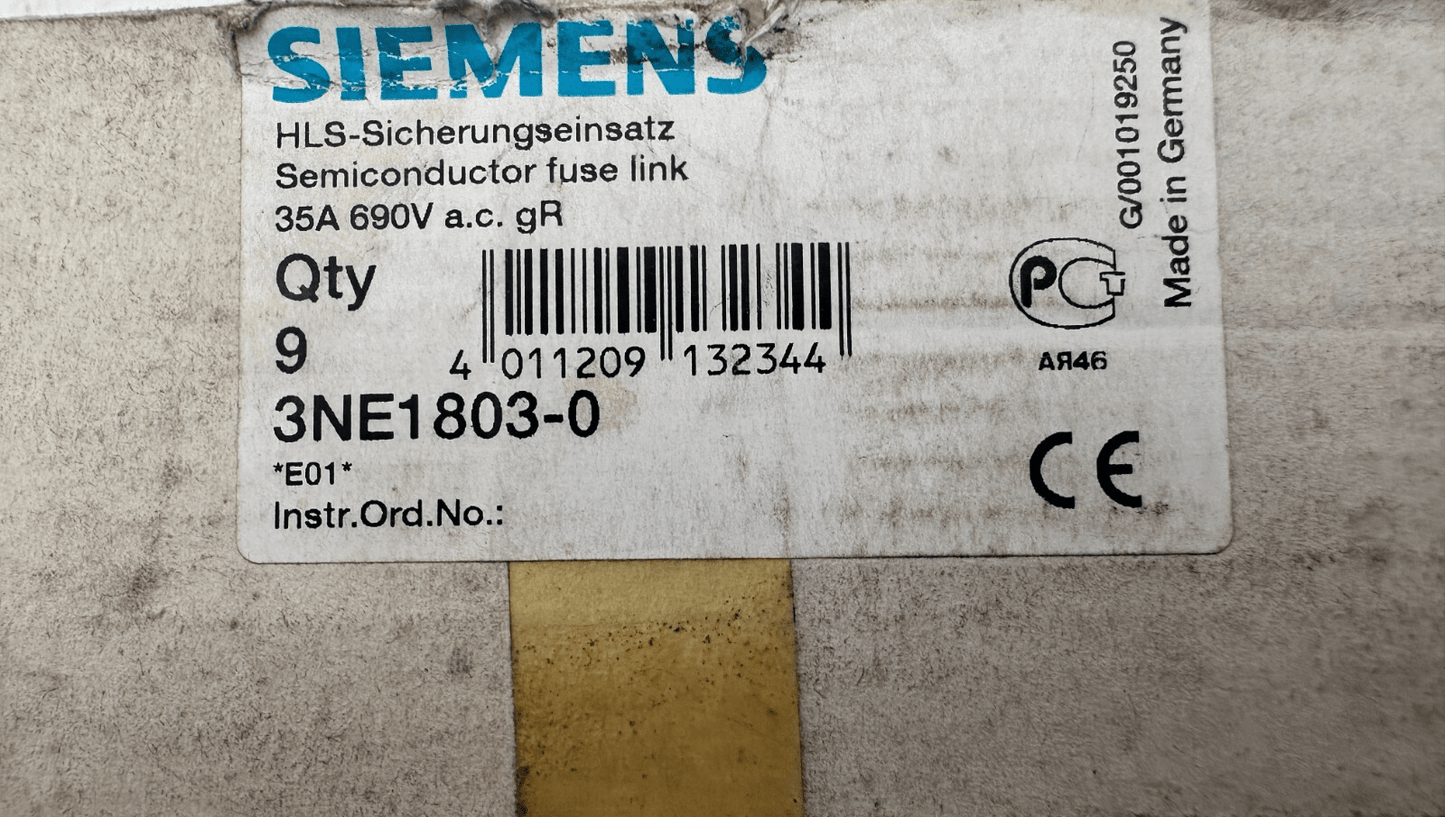 SIEMENS
HLS-Sicherungseinsatz
Semiconductor fuse link
35A 690V a.c. gR
Qty
9
4 011209 132344
3NE1803-0
*E01*
Instr.Ord.No.:
G/001019250
Made in Germany
PC
АЯ46
CE